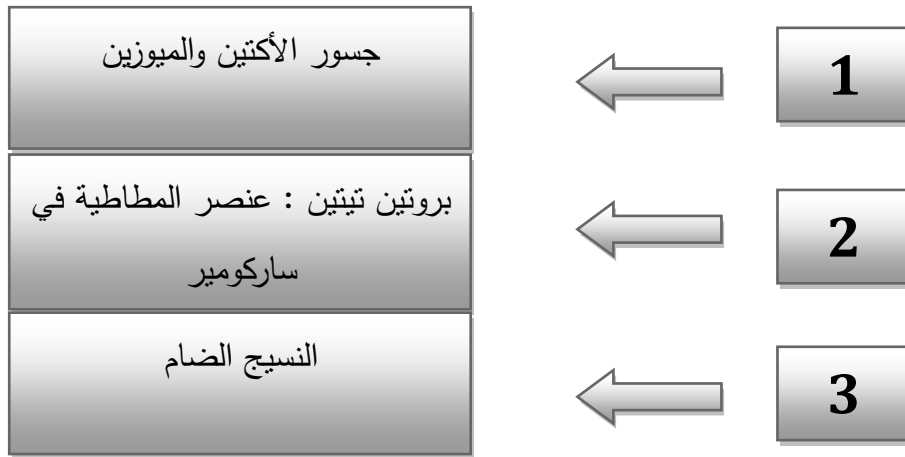 جسور الأكتين والميوزين
1
بروتين تيتين : عنصر المطاطية في
ساركومير
2
النسيج الضام
3